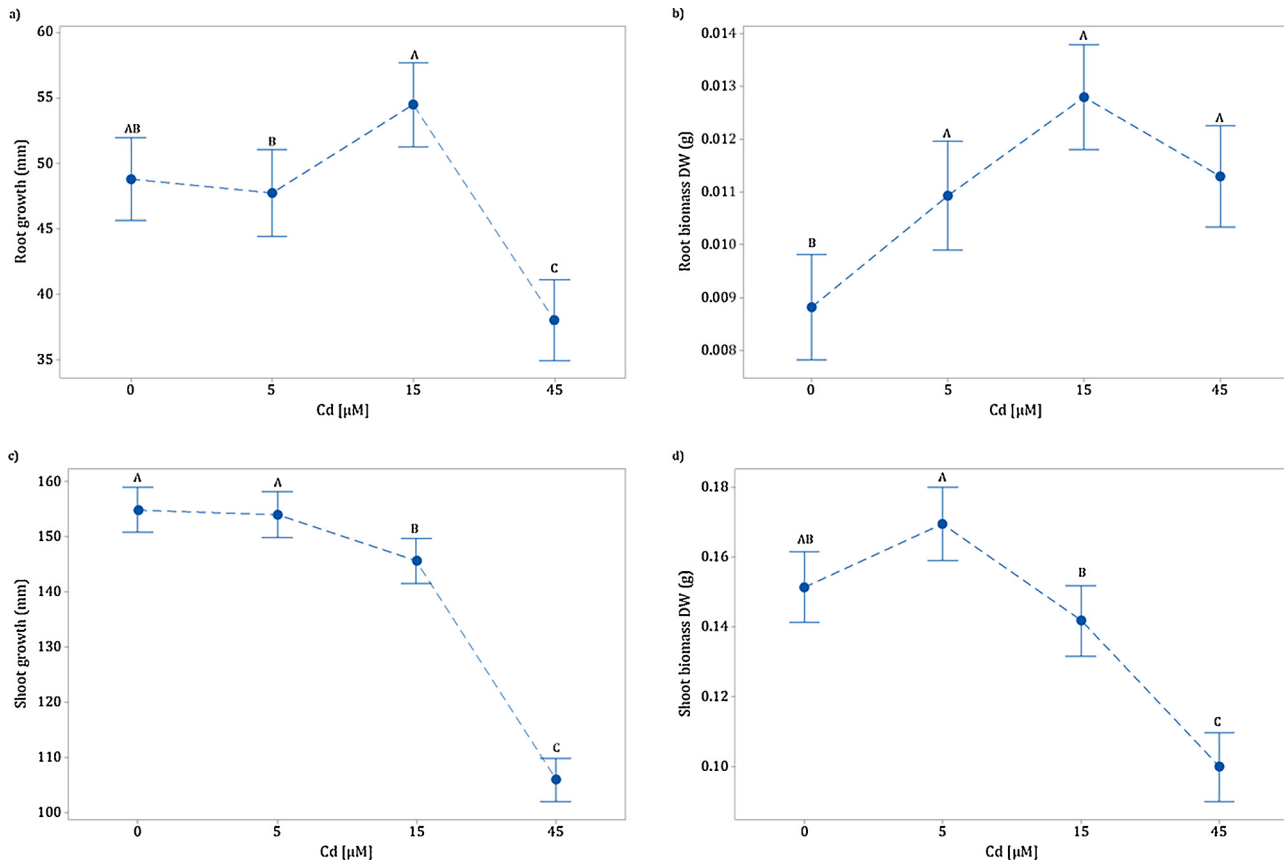 a)
Root growth (mm)
60
55
50
45
40
35
AB
B
A
C
0 5 15 45
Cd [µM]
b)
Root biomass DW (g)
0.014
0.013
0.012
0.011
0.010
0.009
0.008
B
A
A
A
0 5 15 45
Cd [µM]
c)
Shoot growth (mm)
160
150
140
130
120
110
100
A
A
B
C
0 5 15 45
Cd [µM]
d)
Shoot biomass DW (g)
0.18
0.16
0.14
0.12
0.10
AB
A
B
C
0 5 15 45
Cd [µM]